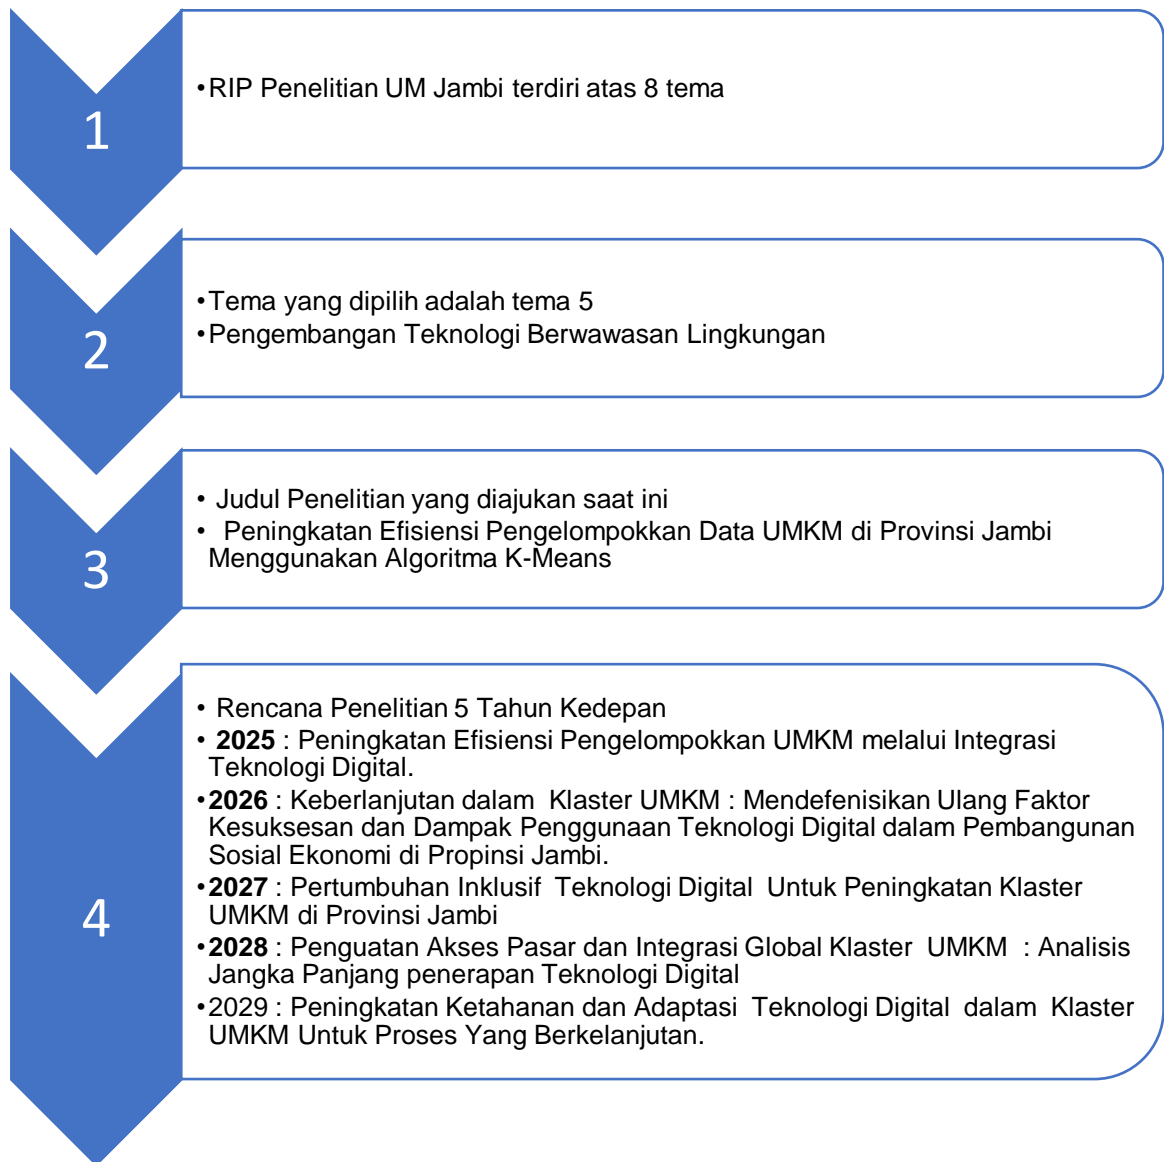 1
•RIP Penelitian UM Jambi terdiri atas 8 tema
2
•Tema yang dipilih adalah tema 5
•Pengembangan Teknologi Berwawasan Lingkungan
3
• Judul Penelitian yang diajukan saat ini
• Peningkatan Efisiensi Pengelompokkan Data UMKM di Provinsi Jambi
Menggunakan Algoritma K-Means
4
• Rencana Penelitian 5 Tahun Kedepan
• 2025 : Peningkatan Efisiensi Pengelompokkan UMKM melalui Integrasi
Teknologi Digital.
•2026 : Keberlanjutan dalam Klaster UMKM : Mendefenisikan Ulang Faktor
Kesuksesan dan Dampak Penggunaan Teknologi Digital dalam Pembangunan
Sosial Ekonomi di Propinsi Jambi.
•2027 : Pertumbuhan Inklusif Teknologi Digital Untuk Peningkatan Klaster
UMKM di Provinsi Jambi
•2028 : Penguatan Akses Pasar dan Integrasi Global Klaster UMKM : Analisis
Jangka Panjang penerapan Teknologi Digital
•2029 : Peningkatan Ketahanan dan Adaptasi Teknologi Digital dalam Klaster
UMKM Untuk Proses Yang Berkelanjutan.